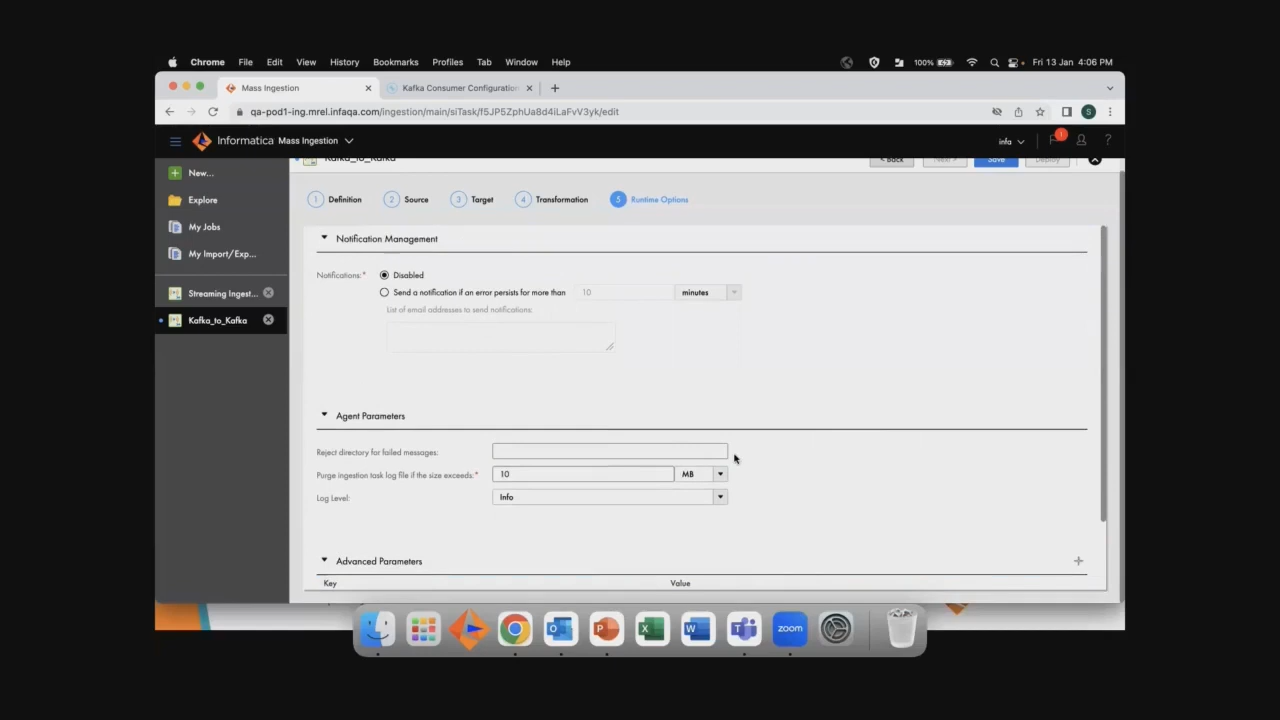 Chrome File Edit View History Bookmarks Profiles Tab Window Help 100% Fri 13 Jan 4:06 PM
Mass Ingestion
Kafka Consumer Configuration
qa-pod1-ing.mrel.infaqa.com/ingestion/main/siTask/f5JP5ZphUa8d4iLaFvV3yk/edit
S
Informatica Mass Ingestion
info
1
?
New...
Explore
My Jobs
My Import/Exp...
Streaming Ingest...
Kafka_to_Kafka
Kafka_to_Kafka
< Back
Next >
Save
Deploy
1 Definition
2 Source
3 Target
4 Transformation
5 Runtime Options
Notification Management
Notifications:*
Disabled
Send a notification if an error persists for more than 10 minutes
List of email addresses to send notifications:
Agent Parameters
Reject directory for failed messages:
Purge ingestion task log file if the size exceeds:* 10 MB
Log Level: Info
Advanced Parameters
Key Value
O P X W T zoom